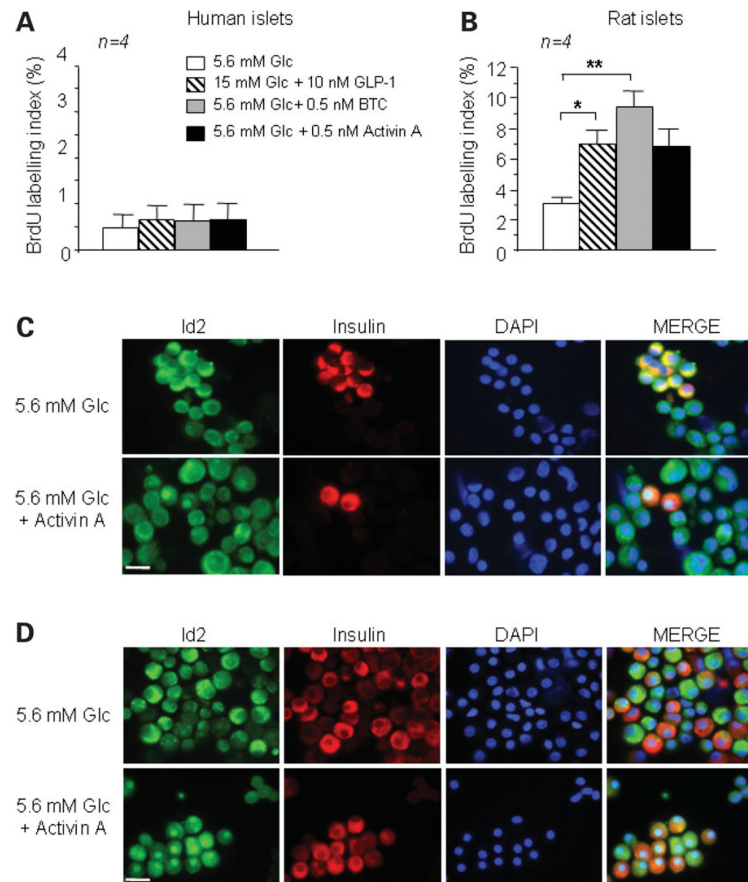 A
Human islets
n=4
BrdU labelling index (%)
4
3
2
2
1
0
5.6 mM Glc
15 mM Glc + 10 nM GLP-1
5.6 mM Glc+ 0.5 nM BTC
5.6 mM Glc + 0.5 nM Activin A
B
Rat islets
n=4
BrdU labelling index (%)
12
10
8
6
4
2
0
*
**
C
Id2 Insulin DAPI MERGE
5.6 mM Glc
5.6 mM Glc
+ Activin A
D
Id2 Insulin DAPI MERGE
5.6 mM Glc
5.6 mM Glc
+ Activin A